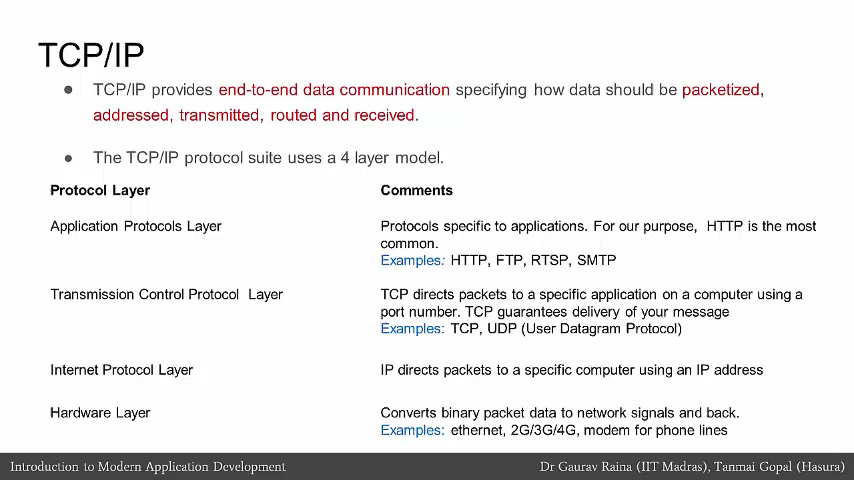 TCP/IP
● TCP/IP provides end-to-end data communication specifying how data should be packetized,
addressed, transmitted, routed and received.
● The TCP/IP protocol suite uses a 4 layer model.
Protocol Layer Comments
Application Protocols Layer Protocols specific to applications. For our purpose, HTTP is the most
common.
Examples: HTTP, FTP, RTSP, SMTP
Transmission Control Protocol Layer TCP directs packets to a specific application on a computer using a
port number. TCP guarantees delivery of your message
Examples: TCP, UDP (User Datagram Protocol)
Internet Protocol Layer IP directs packets to a specific computer using an IP address
Hardware Layer Converts binary packet data to network signals and back.
Examples: ethernet, 2G/3G/4G, modem for phone lines
Introduction to Modern Application Development Dr Gaurav Raina (IIT Madras), Tanmai Gopal (Hasura)